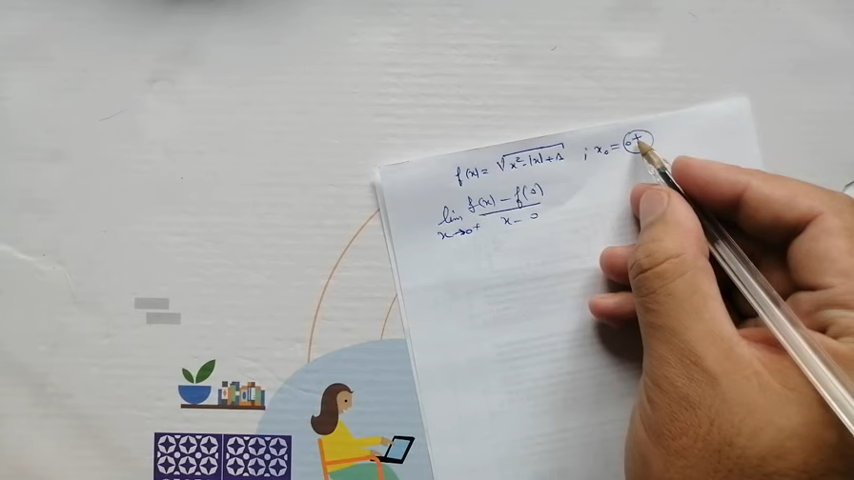 f(x) = √x²-|x|+1 ; x₀ = 0⁺
lim x→0⁺ f(x) - f(0) / x - 0